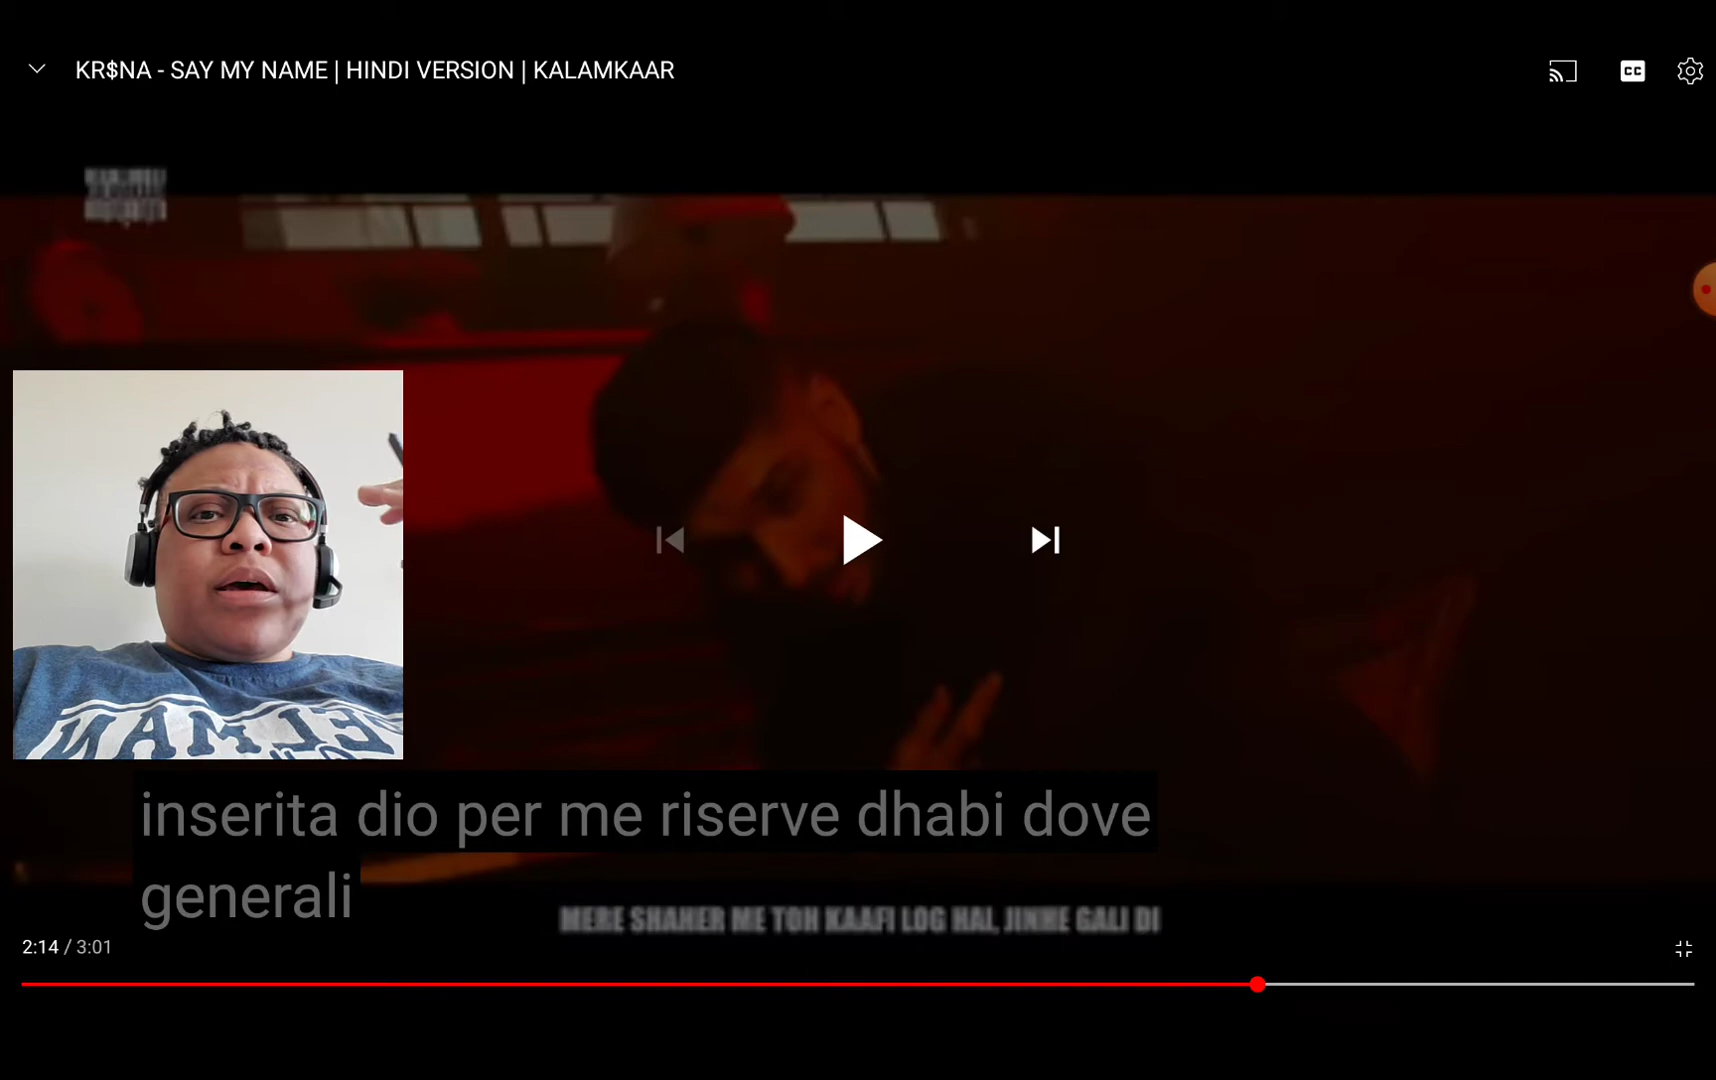 KR$NA - SAY MY NAME | HINDI VERSION | KALAMKAAR
CC
inserita dio per me riserve dhabi dove
generali
MERE SHAHER ME TOH KAAFI LOG HAI, JINHE GALI DI
2:14 / 3:01